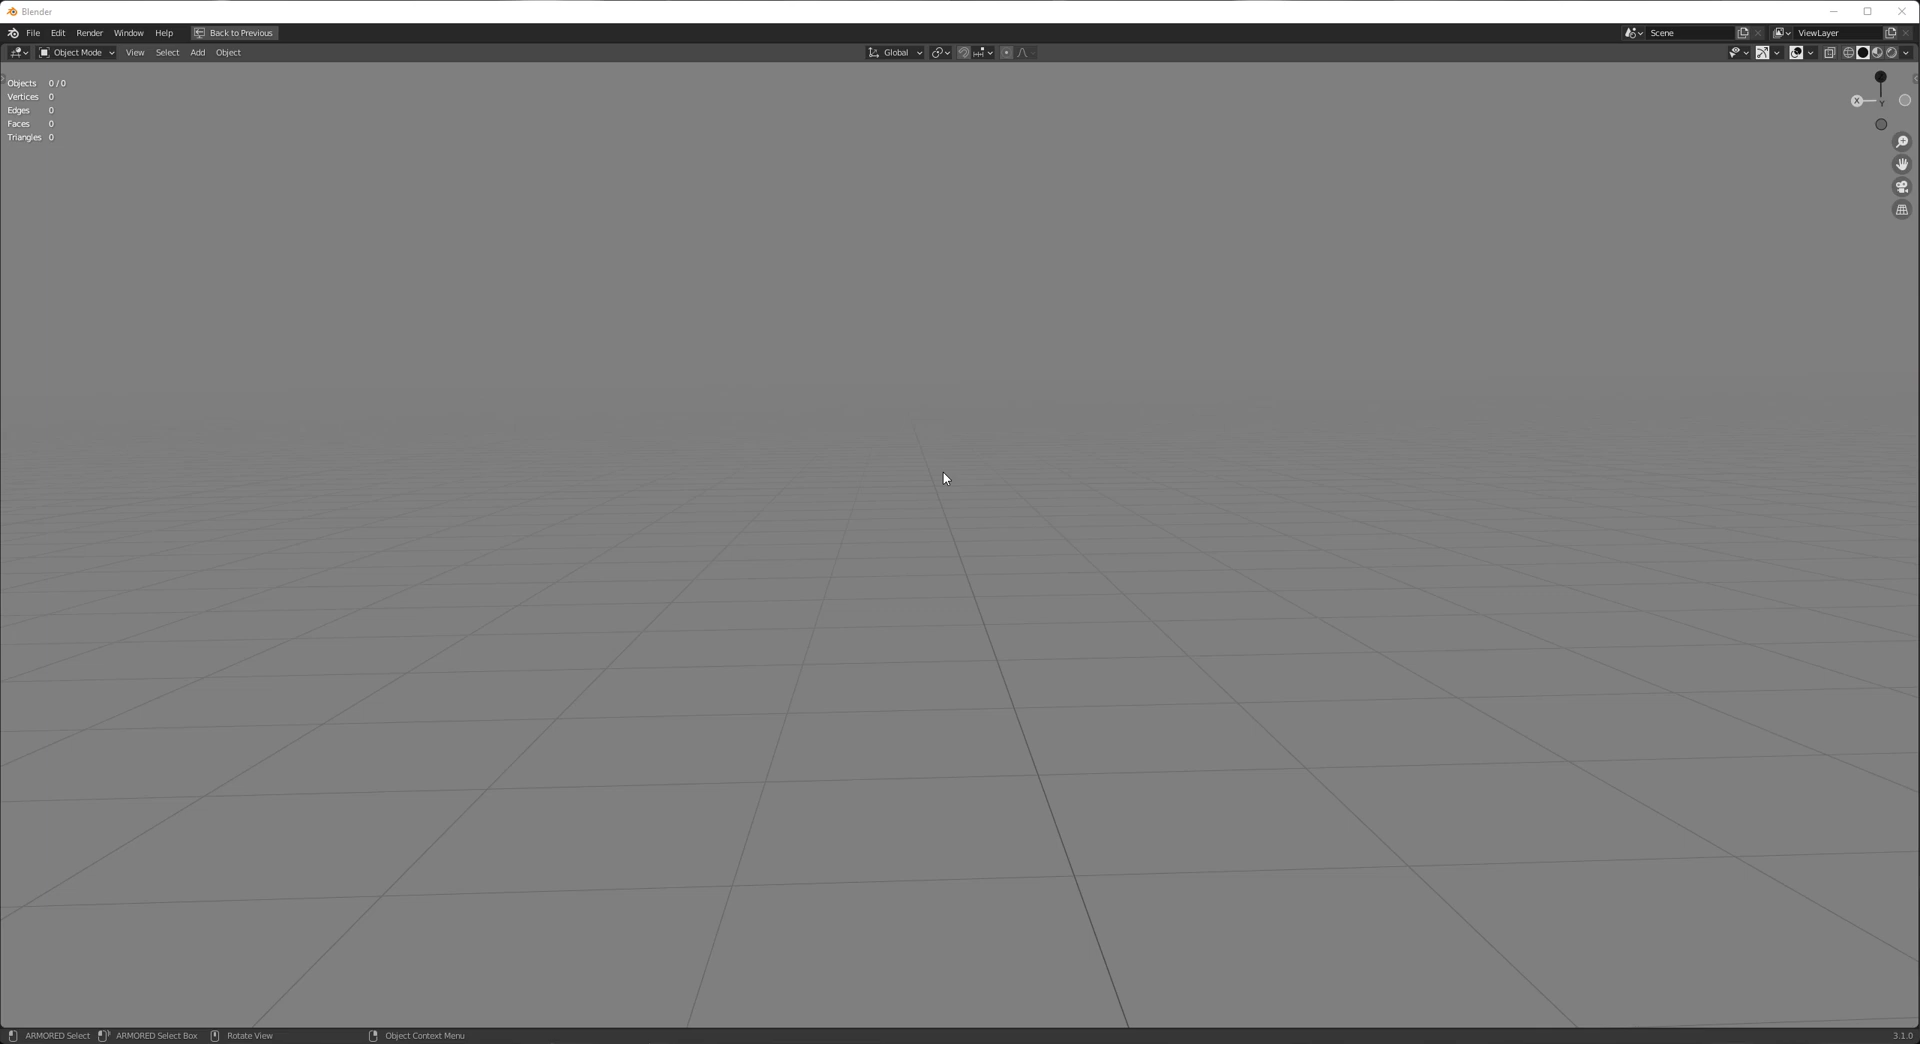 Blender
File Edit Render Window Help Back to Previous Scene ViewLayer
Object Mode View Select Add Object Global
Objects 0 / 0
Vertices 0
Edges 0
Faces 0
Triangles 0
X
Y
ARMORED Select ARMORED Select Box Rotate View Object Context Menu 3.1.0